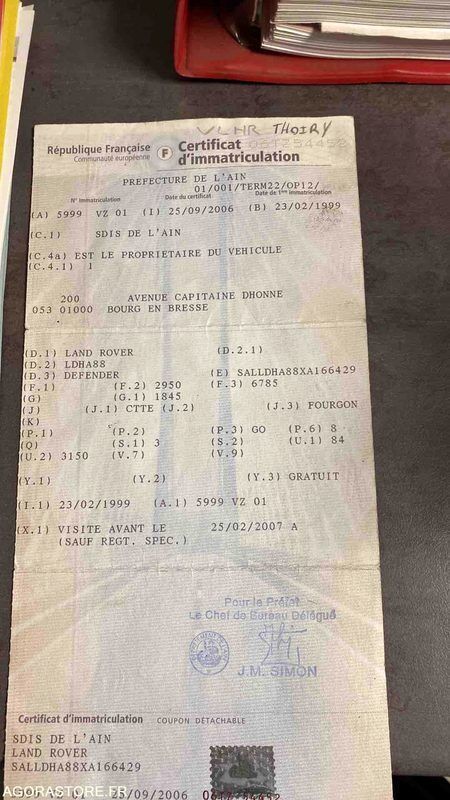 VLHR THOIRY
République Française
Communauté européenne
F
Certificat
d'immatriculation
PREFECTURE DE L'AIN
01/001/TERM22/OP12/
N° Immatriculation Date du certificat Date de 1ère immatriculation
(A) 5999 VZ 01 (I) 25/09/2006 (B) 23/02/1999
(C.1) SDIS DE L'AIN
(C.4a) EST LE PROPRIETAIRE DU VEHICULE
(C.4.1) 1
200 AVENUE CAPITAINE DHONNE
053 01000 BOURG EN BRESSE
(D.1) LAND ROVER (D.2.1)
(D.2) LDHA88
(D.3) DEFENDER (E) SALLDHA88XA166429
(F.1) (F.2) 2950 (F.3) 6785
(G) (G.1) 1845
(J) (J.1) CTTE (J.2) (J.3) FOURGON
(K)
(P.1) (P.2) (P.3) GO (P.6) 8
(Q) (S.1) 3 (S.2) (U.1) 84
(U.2) 3150 (V.7) (V.9)
(Y.1) (Y.2) (Y.3) GRATUIT
(I.1) 23/02/1999 (A.1) 5999 VZ 01
(X.1) VISITE AVANT LE 25/02/2007 A
(SAUF REGT. SPEC.)
Pour le Préfet
Le Chef de Bureau Délégué
J.M. SIMON
Certificat d'immatriculation COUPON DÉTACHABLE
SDIS DE L'AIN
LAND ROVER
SALLDHA88XA166429
25/09/2006
AGORASTORE.FR